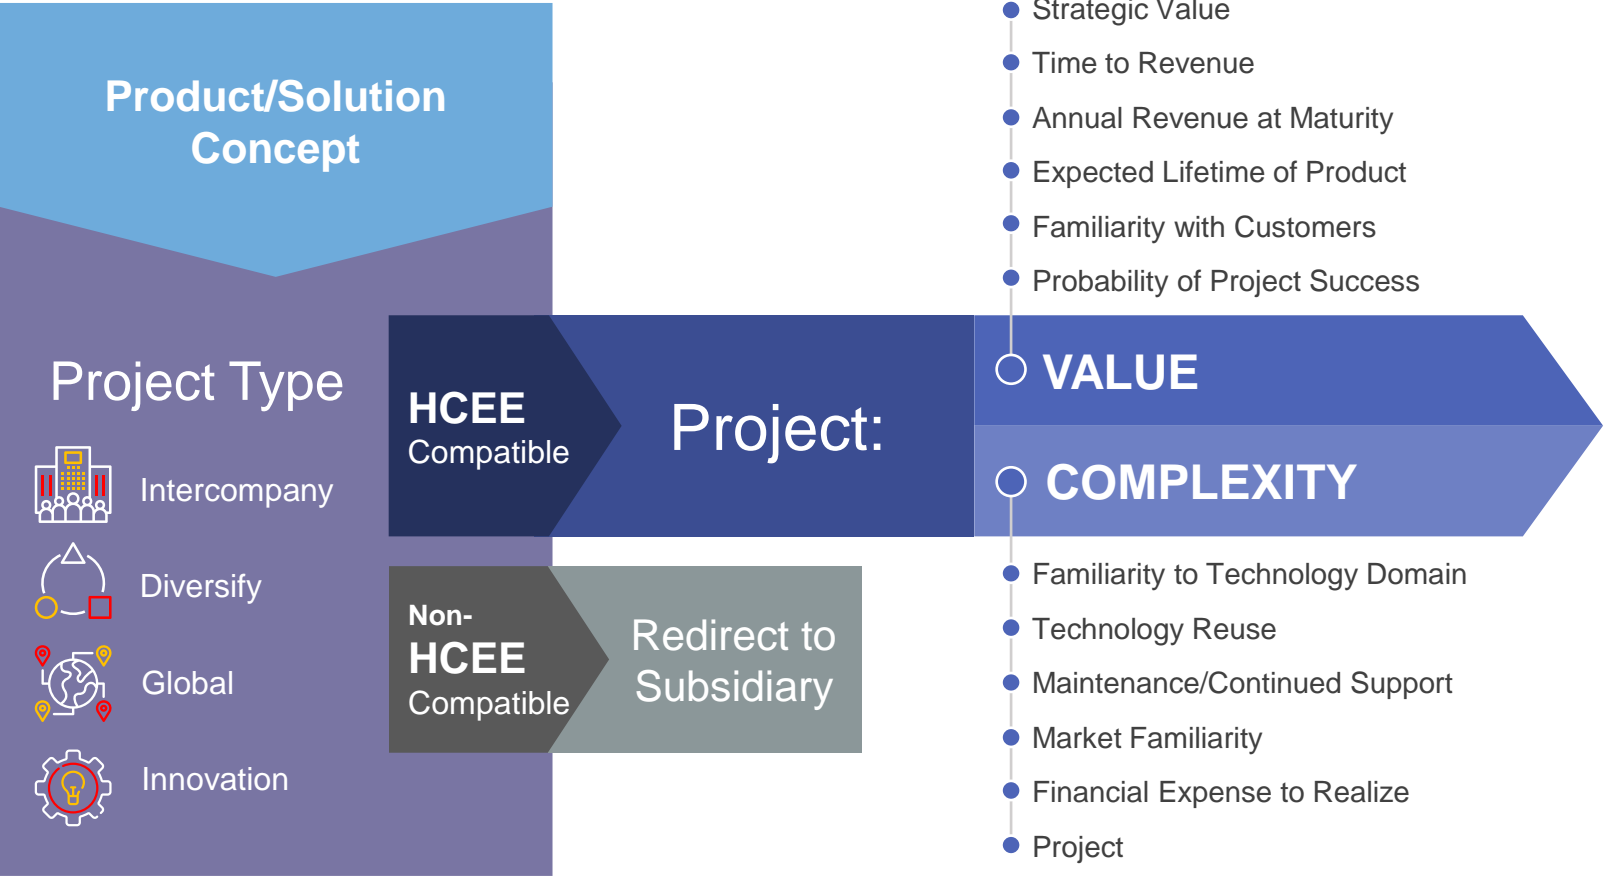 Product/Solution
Concept
Project Type
Intercompany
Diversify
Global
Innovation
HCEE
Compatible
Non-
HCEE
Compatible
Redirect to
Subsidiary
Project:
Strategic Value
Time to Revenue
Annual Revenue at Maturity
Expected Lifetime of Product
Familiarity with Customers
Probability of Project Success
VALUE
COMPLEXITY
Familiarity to Technology Domain
Technology Reuse
Maintenance/Continued Support
Market Familiarity
Financial Expense to Realize
Project